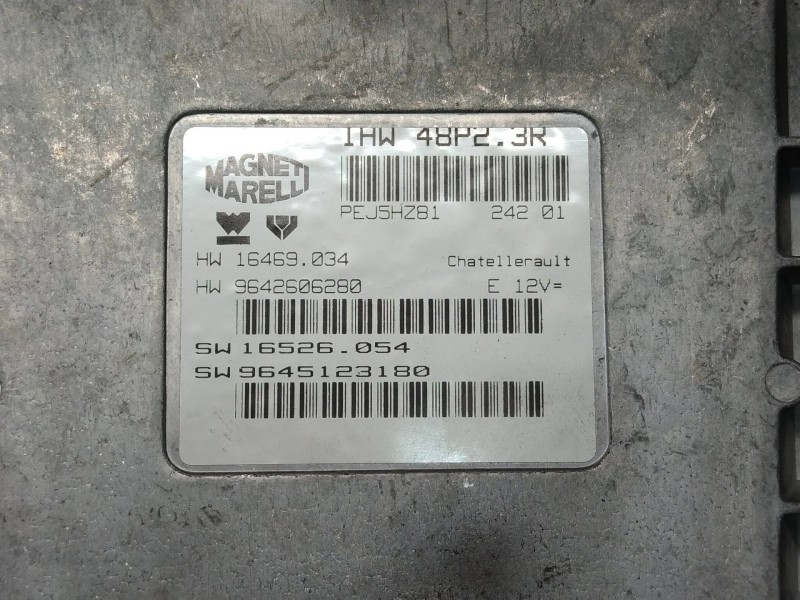 IAW 48P2.3R
MAGNETI
MARELLI
PEJ5HZ81 242 01
HW 16469.034 Chatellerault
HW 9642606280 E 12V=
SW 16526.054
SW 9645123180